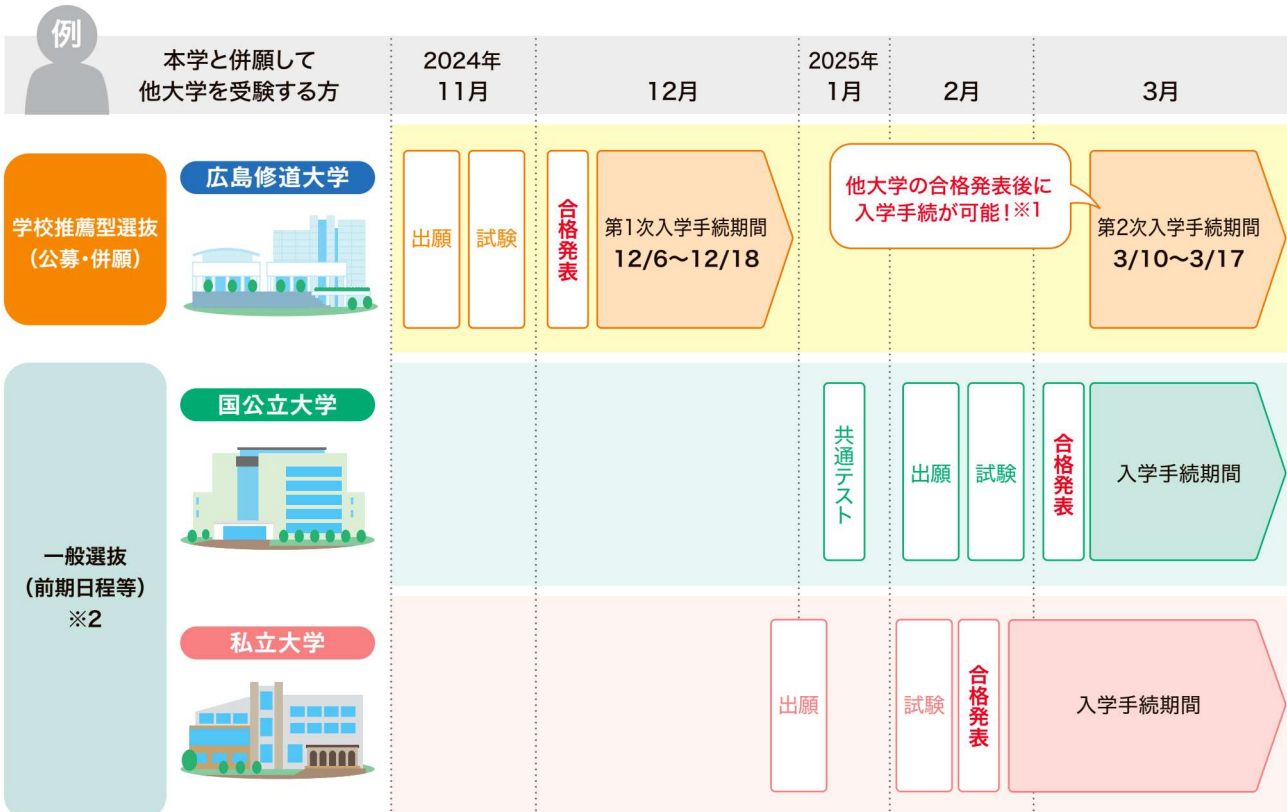 例
本学と併願して
他大学を受験する方
2024年
11月
12月
2025年
1月
2月
3月
学校推薦型選抜
(公募・併願)
広島修道大学
出願
試験
合格発表
第1次入学手続期間
12/6～12/18
他大学の合格発表後に
入学手続が可能！※1
第2次入学手続期間
3/10～3/17
一般選抜
(前期日程等)
※2
国公立大学
共通テスト
出願
試験
合格発表
入学手続期間
私立大学
出願
試験
合格発表
入学手続期間